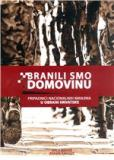 BRANILI SMO
DOMOVINU
PRIPADNICI NACIONALNIH MANJINA
U OBRANI HRVATSKE